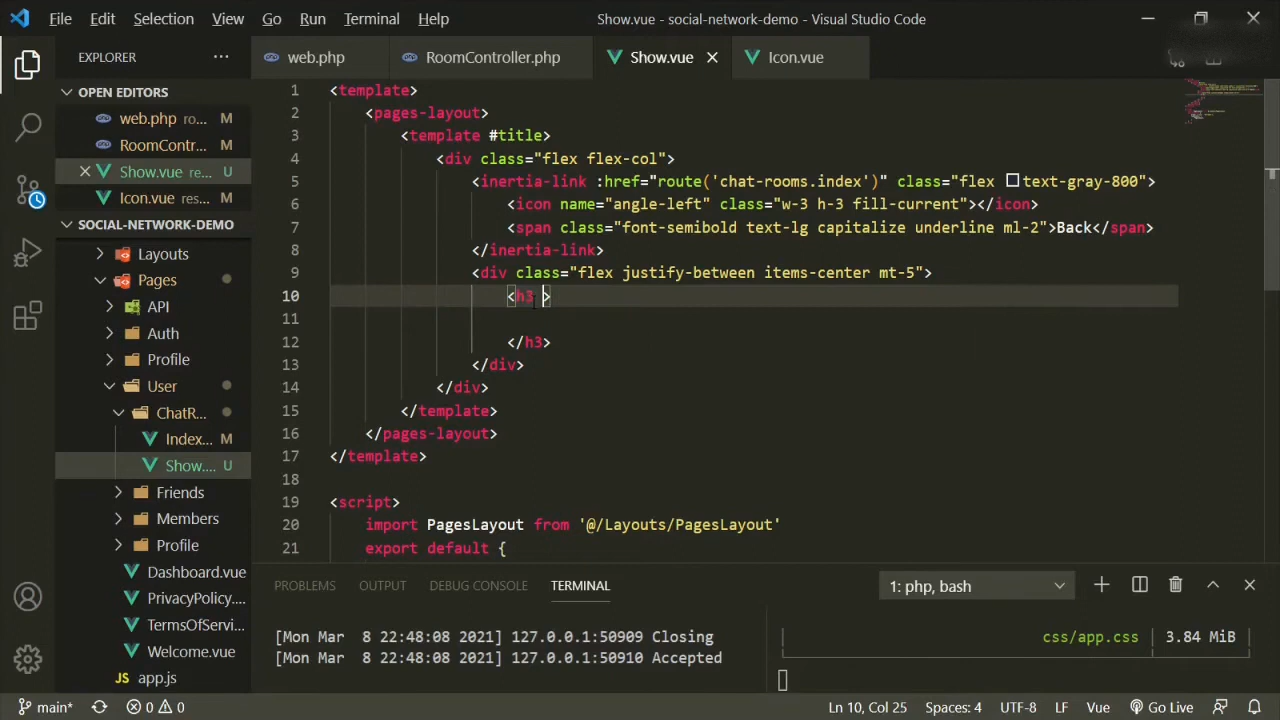 File Edit Selection View Go Run Terminal Help Show.vue - social-network-demo - Visual Studio Code
EXPLORER
web.php RoomController.php Show.vue Icon.vue
OPEN EDITORS
web.php ro... M
RoomContr... M
Show.vue res... U
Icon.vue res... M
SOCIAL-NETWORK-DEMO
Layouts
Pages
API
Auth
Profile
User
ChatR...
Index... M
Show.... U
Friends
Members
Profile
Dashboard.vue
PrivacyPolicy....
TermsOfServi...
Welcome.vue
app.js
1 <template>
2 <pages-layout>
3 <template #title>
4 <div class="flex flex-col">
5 <inertia-link :href="route('chat-rooms.index')" class="flex text-gray-800">
6 <icon name="angle-left" class="w-3 h-3 fill-current"></icon>
7 <span class="font-semibold text-lg capitalize underline ml-2">Back</span>
8 </inertia-link>
9 <div class="flex justify-between items-center mt-5">
10 <h3 >
11
12 </h3>
13 </div>
14 </div>
15 </template>
16 </pages-layout>
17 </template>
18
19 <script>
20 import PagesLayout from '@/Layouts/PagesLayout'
21 export default {
PROBLEMS OUTPUT DEBUG CONSOLE TERMINAL 1: php, bash
[Mon Mar 8 22:48:08 2021] 127.0.0.1:50909 Closing
[Mon Mar 8 22:48:08 2021] 127.0.0.1:50910 Accepted
css/app.css 3.84 MiB
main* 0 0 Ln 10, Col 25 Spaces: 4 UTF-8 LF Vue Go Live